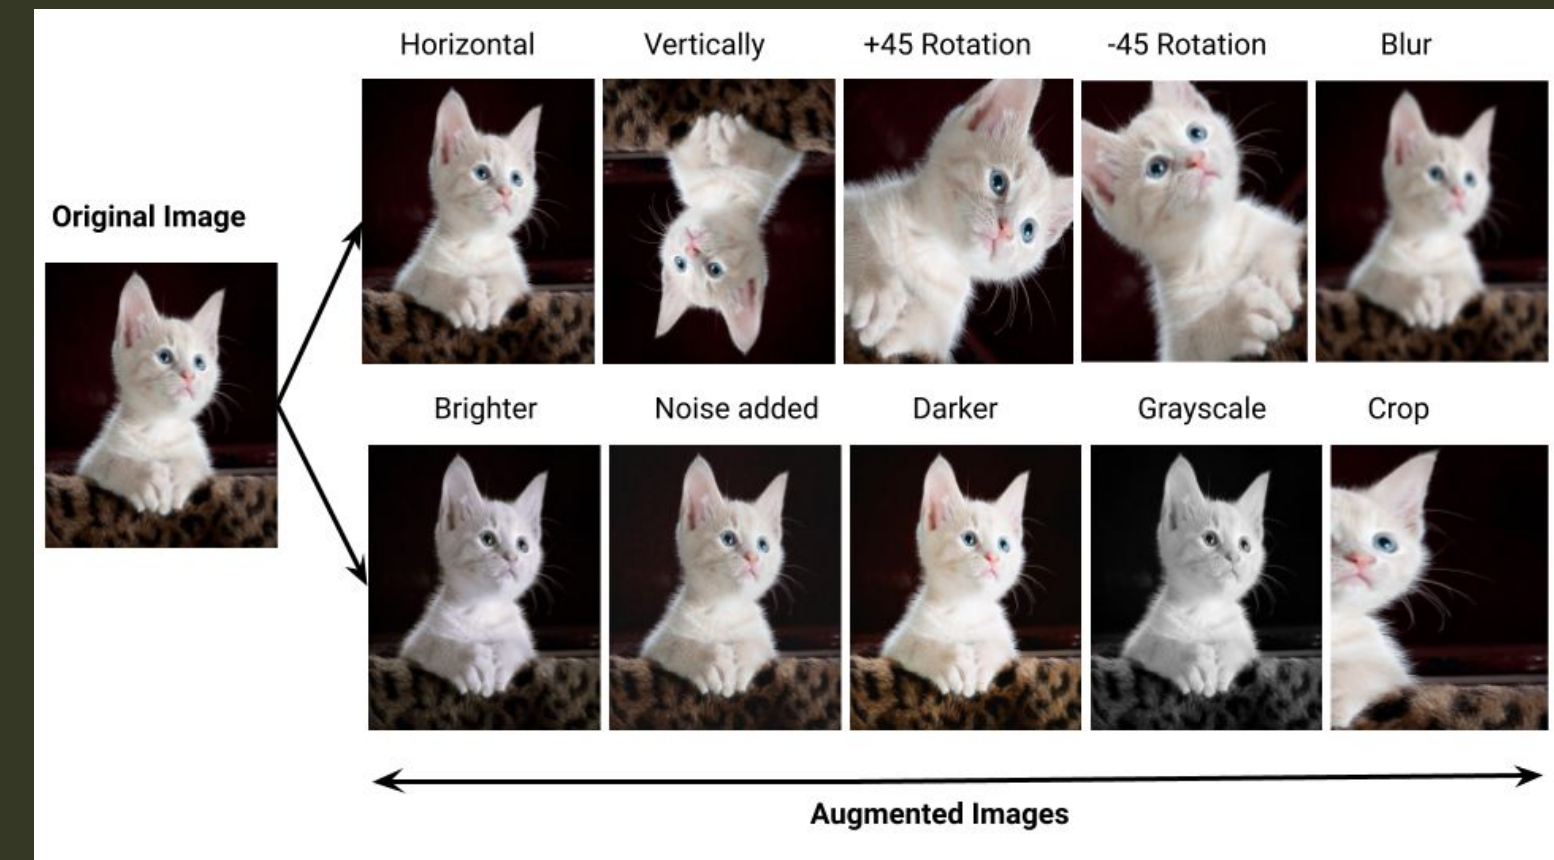 Horizontal
Vertically
+45 Rotation
-45 Rotation
Blur
Original Image
Brighter
Noise added
Darker
Grayscale
Crop
Augmented Images